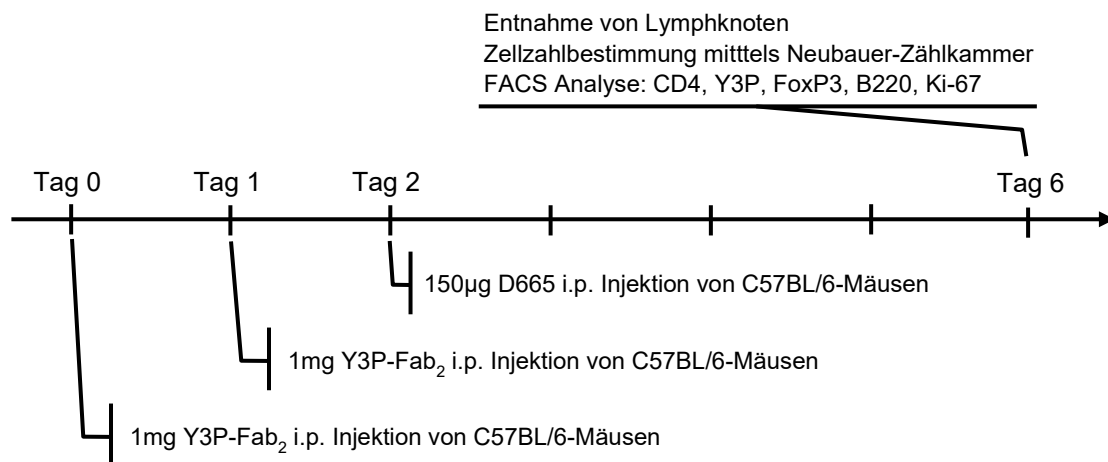 Entnahme von Lymphknoten
Zellzahlbestimmung mitttels Neubauer-Zählkammer
FACS Analyse: CD4, Y3P, FoxP3, B220, Ki-67
Tag 0
Tag 1
Tag 2
Tag 6
150µg D665 i.p. Injektion von C57BL/6-Mäusen
1mg Y3P-Fab₂ i.p. Injektion von C57BL/6-Mäusen
1mg Y3P-Fab₂ i.p. Injektion von C57BL/6-Mäusen